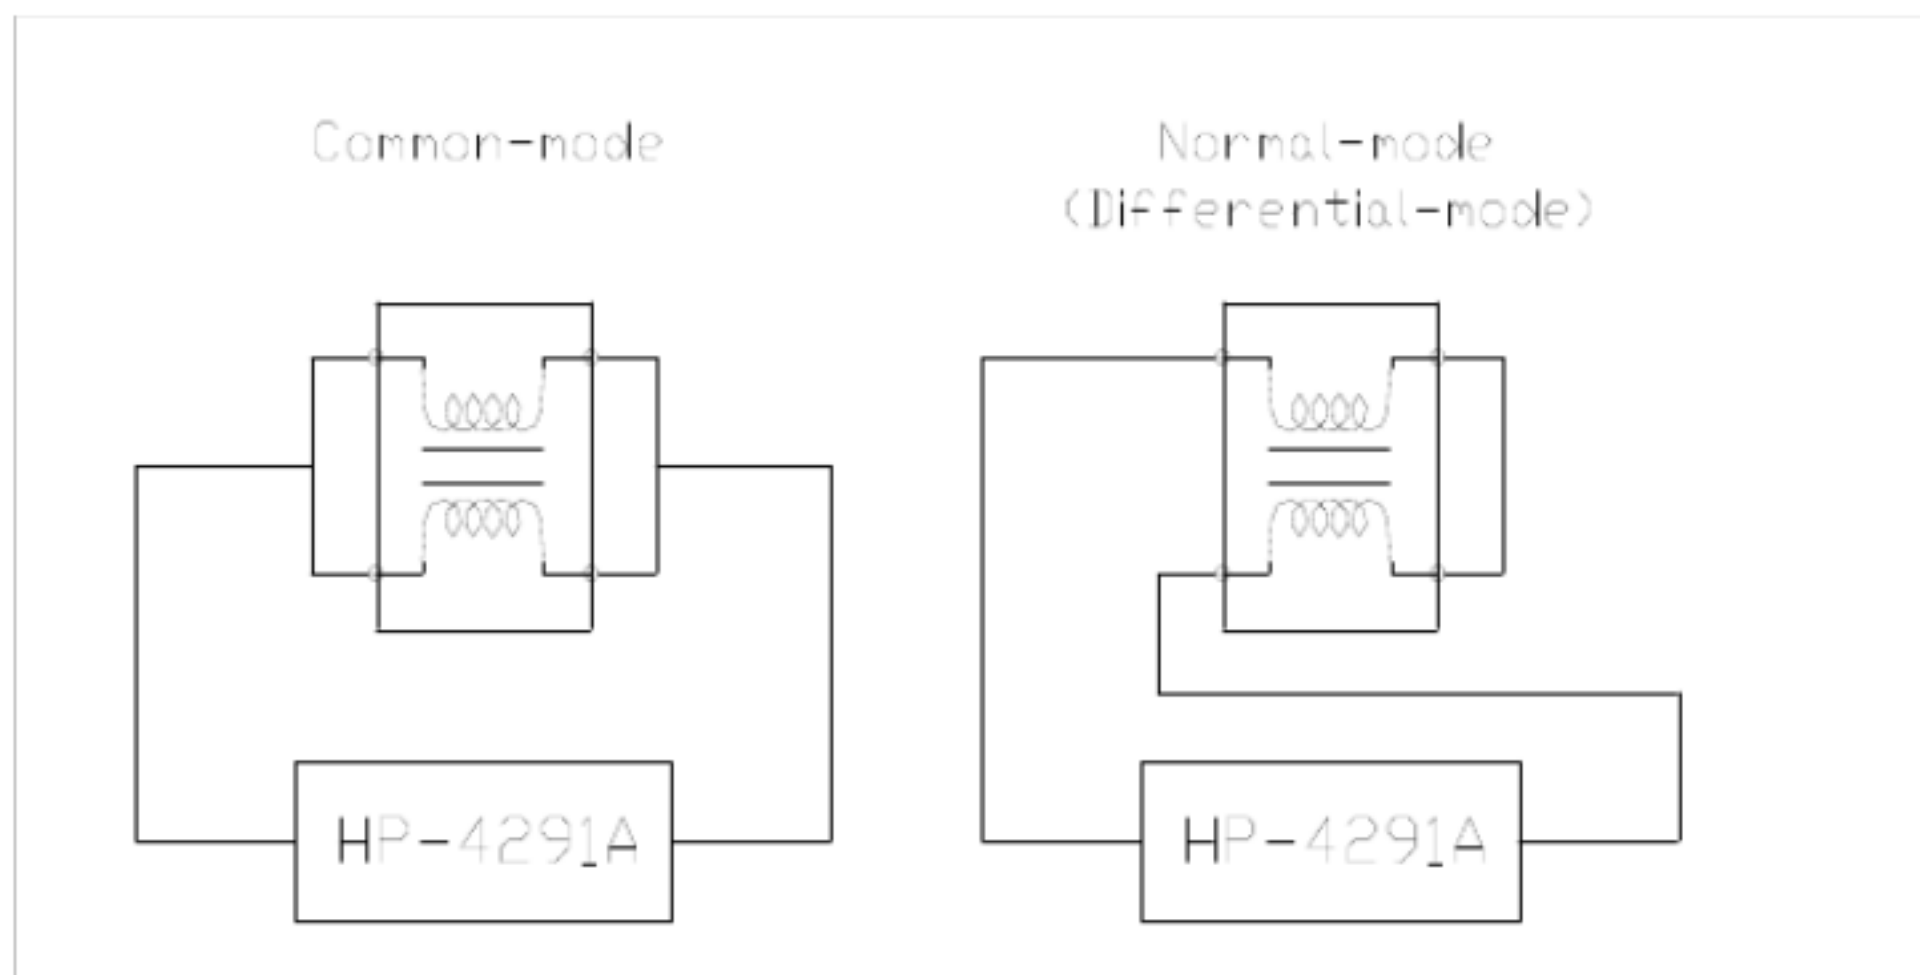 Common-mode
Normal-mode
(Differential-mode)
HP-4291A
HP-4291A